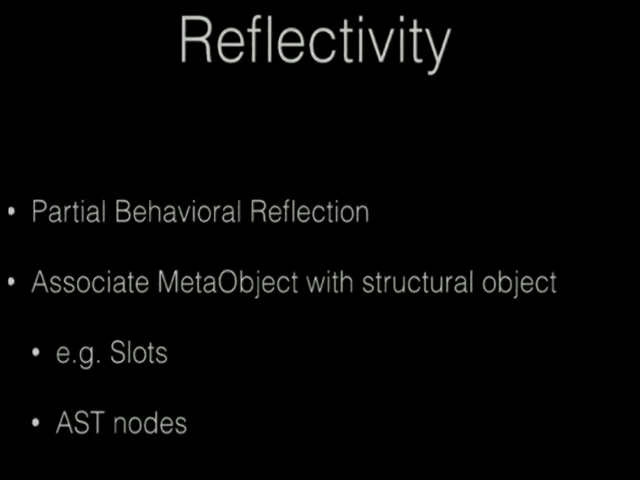 Reflectivity
• Partial Behavioral Reflection
• Associate MetaObject with structural object
• e.g. Slots
• AST nodes